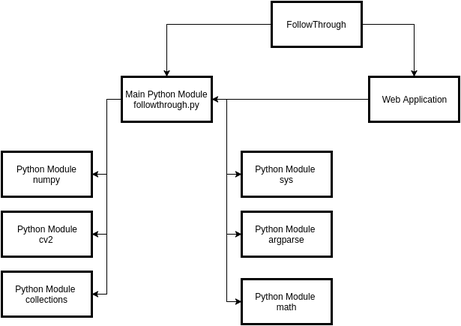 FollowThrough
Main Python Module
followthrough.py
Web Application
Python Module
numpy
Python Module
sys
Python Module
cv2
Python Module
argparse
Python Module
collections
Python Module
math